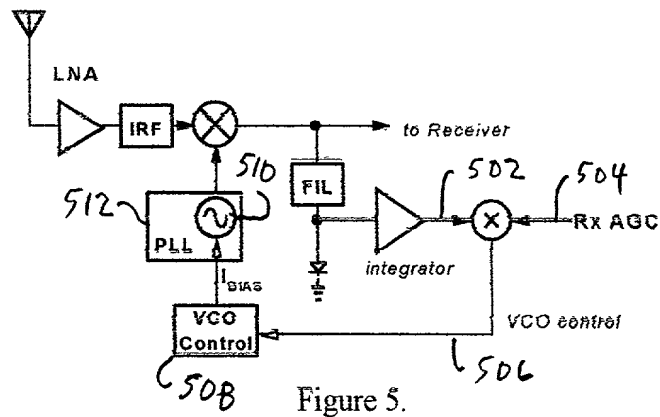 LNA
IRF
to Receiver
510
512
PLL
FIL
502
504
Rx AGC
integrator
IBIAS
VCO
Control
VCO control
508
506
Figure 5.